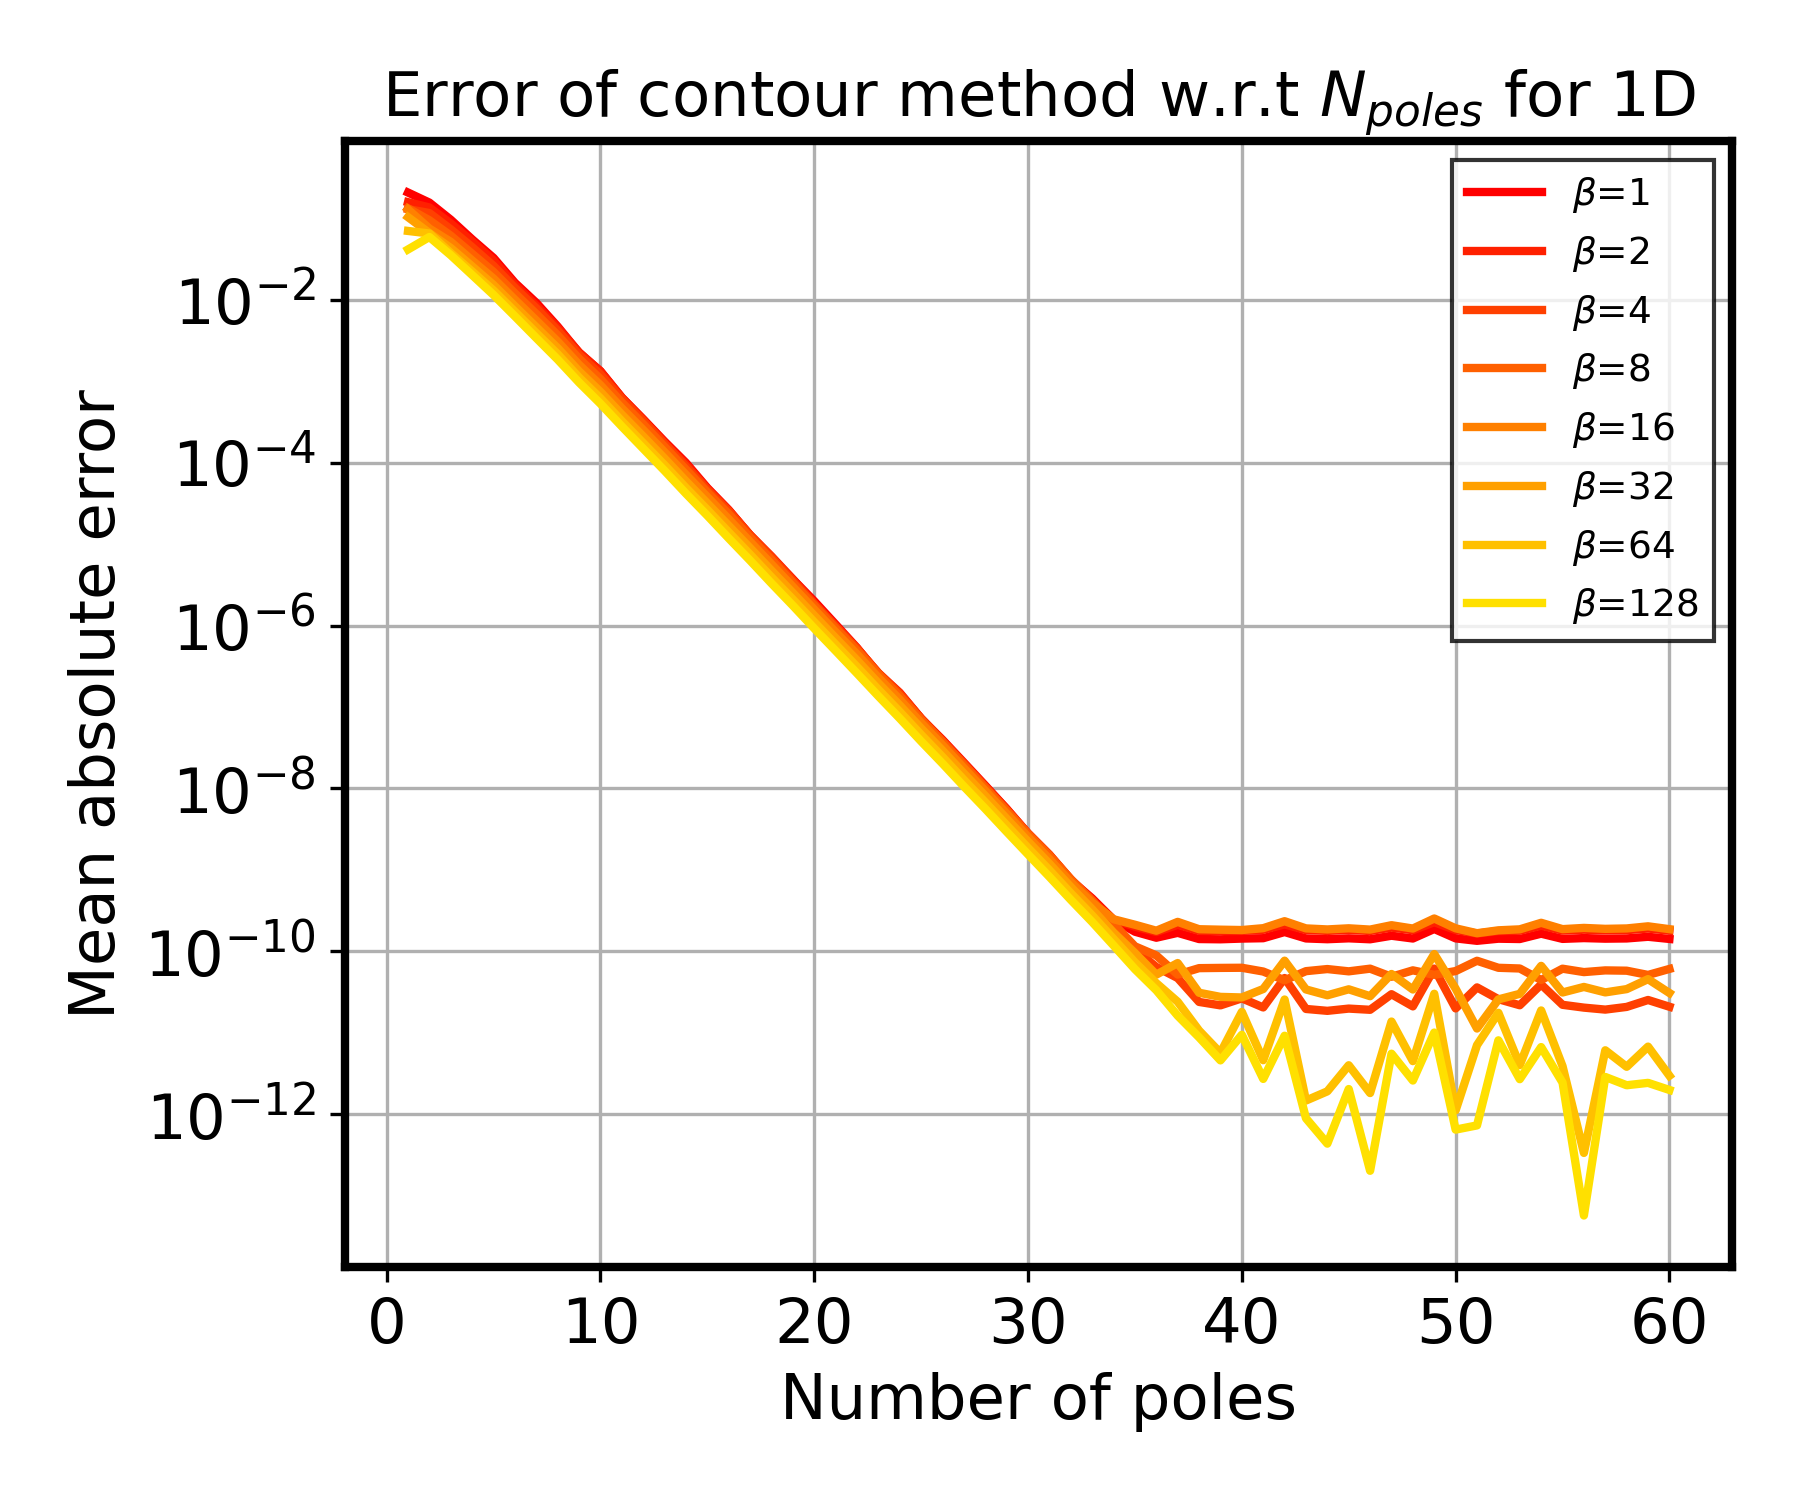 Error of contour method w.r.t $N_{poles}$ for 1D
β=1
β=2
β=4
β=8
β=16
β=32
β=64
β=128
Mean absolute error
$10^{-2}$
$10^{-4}$
$10^{-6}$
$10^{-8}$
$10^{-10}$
$10^{-12}$
0 10 20 30 40 50 60
Number of poles